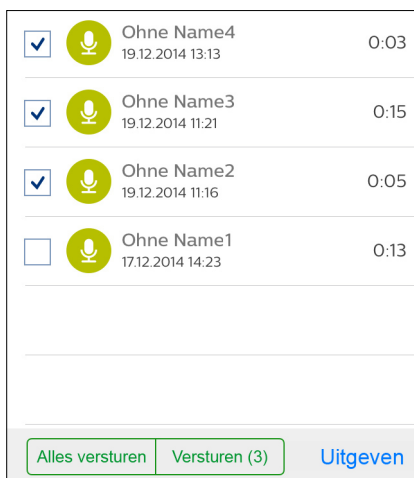 Ohne Name4
0:03
19.12.2014 13:13
Ohne Name3
0:15
19.12.2014 11:21
Ohne Name2
0:05
19.12.2014 11:16
Ohne Name1
0:13
17.12.2014 14:23
Alles versturen Versturen (3) Uitgeven